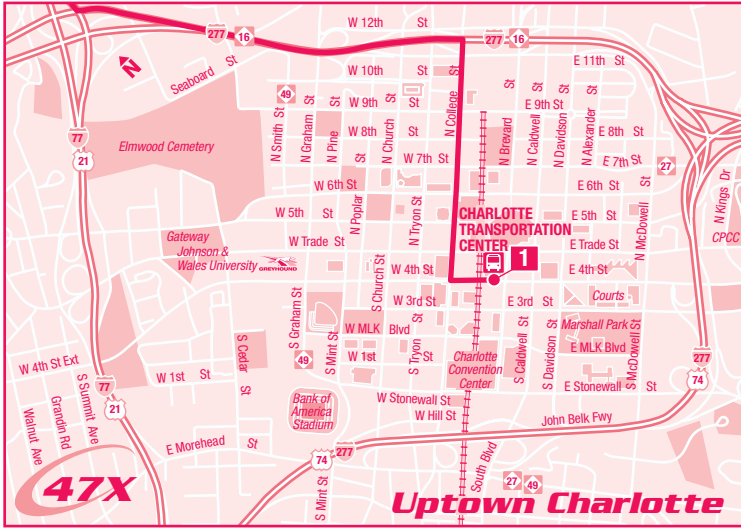 W 12th St
277
16
277
16
N
Seaboard St
W 10th St
E 11th St
49
W 9th St
E 9th St
N Smith St
N Graham St
N Pine St
N Church St
N College St
N Brevard St
N Caldwell St
N Davidson St
N Alexander St
77
21
Elmwood Cemetery
W 8th St
E 8th St
W 7th St
E 7th St
27
W 6th St
E 6th St
N Poplar St
N Tryon St
N McDowell St
N Kings Dr
CPCC
W 5th St
E 5th St
CHARLOTTE
TRANSPORTATION
CENTER
1
Gateway
Johnson &
Wales University
GREYHOUND
W Trade St
E Trade St
W 4th St
E 4th St
S Church St
W 3rd St
E 3rd St
Courts
S Graham St
S Mint St
W MLK Blvd
Marshall Park
E MLK Blvd
S Cedar St
49
W 1st St
S Tryon St
Charlotte
Convention
Center
S Caldwell St
S Davidson St
S McDowell St
277
74
W 4th St Ext
W 1st St
77
21
S Summit Ave
Grandin Rd
Walnut Ave
E Stonewall St
W Stonewall St
W Hill St
Bank of
America
Stadium
John Belk Fwy
E Morehead St
74
277
S Mint St
South Blvd
27
49
47X
Uptown Charlotte